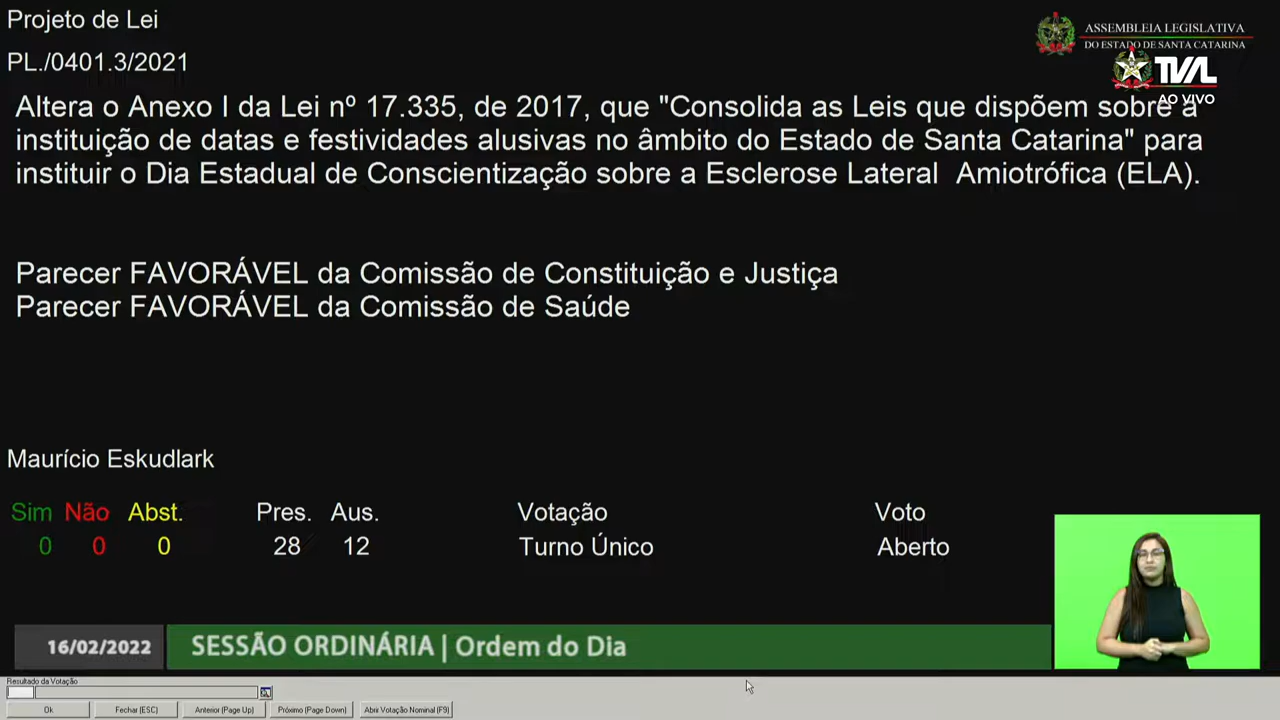 Projeto de Lei
ASSEMBLEIA LEGISLATIVA
DO ESTADO DE SANTA CATARINA
PL./0401.3/2021
TVAL
AO VIVO
Altera o Anexo I da Lei nº 17.335, de 2017, que "Consolida as Leis que dispõem sobre a
instituição de datas e festividades alusivas no âmbito do Estado de Santa Catarina" para
instituir o Dia Estadual de Conscientização sobre a Esclerose Lateral  Amiotrófica (ELA).
Parecer FAVORÁVEL da Comissão de Constituição e Justiça
Parecer FAVORÁVEL da Comissão de Saúde
Maurício Eskudlark
Sim Não Abst. Pres. Aus. Votação Voto
0 0 0 28 12 Turno Único Aberto
16/02/2022 SESSÃO ORDINÁRIA | Ordem do Dia
Resultado da Votação
Ok Fechar (ESC) Anterior (Page Up) Próximo (Page Down) Abrir Votação Nominal (F9)